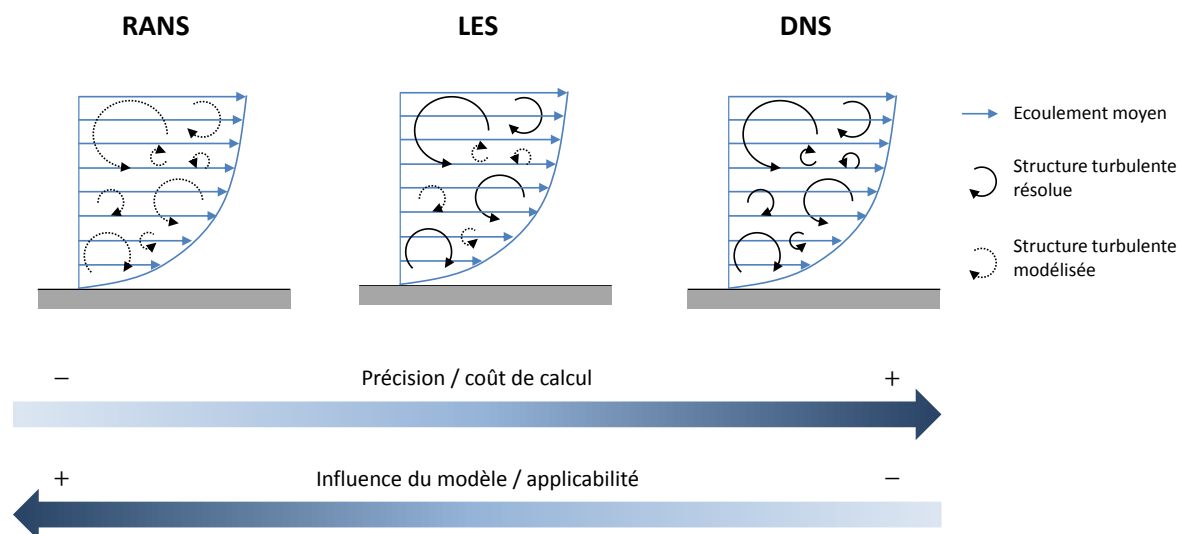 RANS
LES
DNS
Ecoulement moyen
Structure turbulente
résolue
Structure turbulente
modélisée
− Précision / coût de calcul +
+ Influence du modèle / applicabilité −